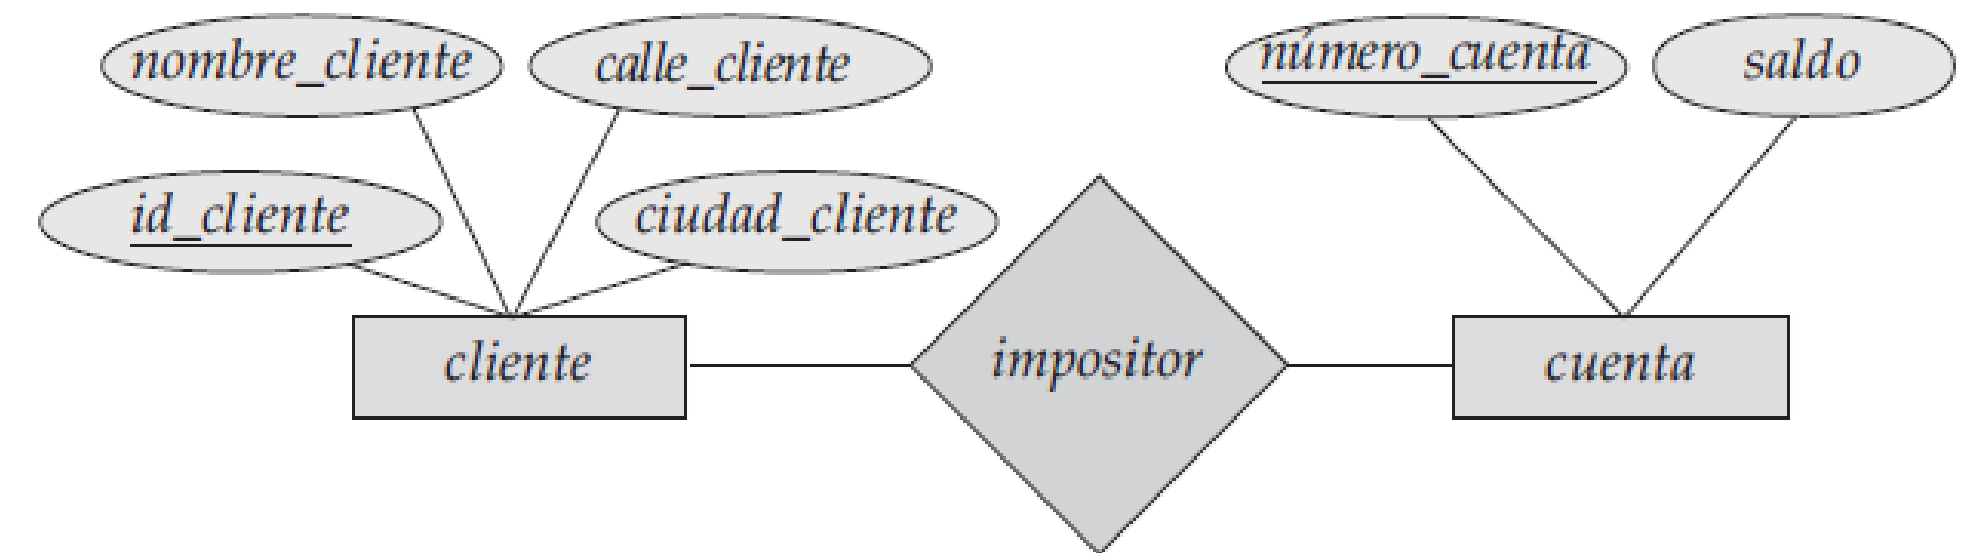 nombre_cliente
calle_cliente
número_cuenta
saldo
id_cliente
ciudad_cliente
cliente
impositor
cuenta